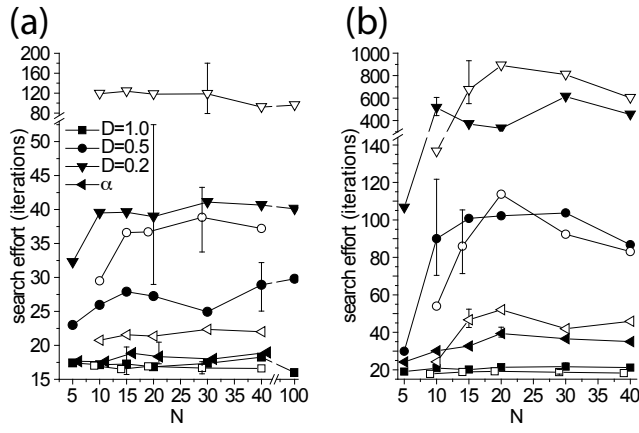 (a)
200
160
120
80
50
45
40
35
30
25
20
15
search effort (iterations)
D=1.0
D=0.5
D=0.2
α
5 10 15 20 30 40 100
N
(b)
1000
800
600
400
140
120
100
80
60
40
20
search effort (iterations)
5 10 15 20 30 40
N